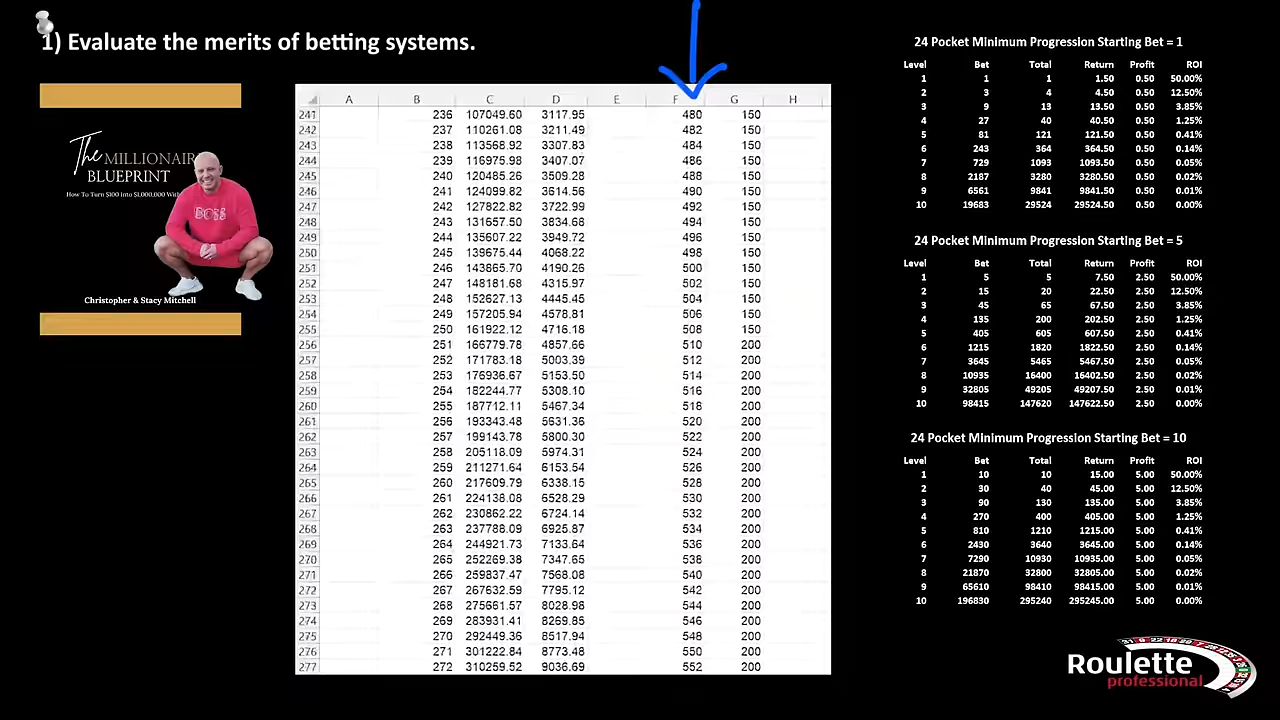 1) Evaluate the merits of betting systems.
The MILLIONAIR
BLUEPRINT
How To Turn $100 into $1,000,000 With
BOSS
Christopher & Stacy Mitchell
A B C D E F G H
241 236 107049.60 3117.95 480 150
242 237 110261.08 3211.49 482 150
243 238 113568.92 3307.83 484 150
244 239 116975.98 3407.07 486 150
245 240 120485.26 3509.28 488 150
246 241 124099.82 3614.56 490 150
247 242 127822.82 3722.99 492 150
248 243 131657.50 3834.68 494 150
249 244 135607.22 3949.72 496 150
250 245 139675.44 4068.22 498 150
251 246 143865.70 4190.26 500 150
252 247 148181.68 4315.97 502 150
253 248 152627.13 4445.45 504 150
254 249 157205.94 4578.81 506 150
255 250 161922.12 4716.18 508 150
256 251 166779.78 4857.66 510 200
257 252 171783.18 5003.39 512 200
258 253 176936.67 5153.50 514 200
259 254 182244.77 5308.10 516 200
260 255 187712.11 5467.34 518 200
261 256 193343.48 5631.36 520 200
262 257 199143.78 5800.30 522 200
263 258 205118.09 5974.31 524 200
264 259 211271.64 6153.54 526 200
265 260 217609.79 6338.15 528 200
266 261 224138.08 6528.29 530 200
267 262 230862.22 6724.14 532 200
268 263 237788.09 6925.87 534 200
269 264 244921.73 7133.64 536 200
270 265 252269.38 7347.65 538 200
271 266 259837.47 7568.08 540 200
272 267 267632.59 7795.12 542 200
273 268 275661.57 8028.98 544 200
274 269 283931.41 8269.85 546 200
275 270 292449.36 8517.94 548 200
276 271 301222.84 8773.48 550 200
277 272 310259.52 9036.69 552 200
24 Pocket Minimum Progression Starting Bet = 1
Level Bet Total Return Profit ROI
1 1 1 1.50 0.50 50.00%
2 3 4 4.50 0.50 12.50%
3 9 13 13.50 0.50 3.85%
4 27 40 40.50 0.50 1.25%
5 81 121 121.50 0.50 0.41%
6 243 364 364.50 0.50 0.14%
7 729 1093 1093.50 0.50 0.05%
8 2187 3280 3280.50 0.50 0.02%
9 6561 9841 9841.50 0.50 0.01%
10 19683 29524 29524.50 0.50 0.00%
24 Pocket Minimum Progression Starting Bet = 5
Level Bet Total Return Profit ROI
1 5 5 7.50 2.50 50.00%
2 15 20 22.50 2.50 12.50%
3 45 65 67.50 2.50 3.85%
4 135 200 202.50 2.50 1.25%
5 405 605 607.50 2.50 0.41%
6 1215 1820 1822.50 2.50 0.14%
7 3645 5465 5467.50 2.50 0.05%
8 10935 16400 16402.50 2.50 0.02%
9 32805 49205 49207.50 2.50 0.01%
10 98415 147620 147622.50 2.50 0.00%
24 Pocket Minimum Progression Starting Bet = 10
Level Bet Total Return Profit ROI
1 10 10 15.00 5.00 50.00%
2 30 40 45.00 5.00 12.50%
3 90 130 135.00 5.00 3.85%
4 270 400 405.00 5.00 1.25%
5 810 1210 1215.00 5.00 0.41%
6 2430 3640 3645.00 5.00 0.14%
7 7290 10930 10935.00 5.00 0.05%
8 21870 32800 32805.00 5.00 0.02%
9 65610 98410 98415.00 5.00 0.01%
10 196830 295240 295245.00 5.00 0.00%
Roulette
professional